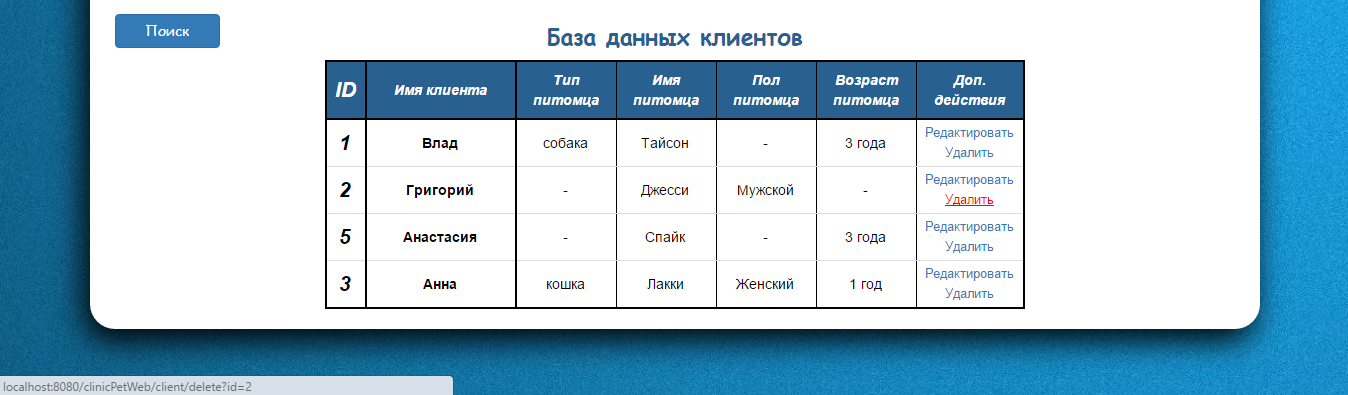 Поиск
База данных клиентов
ID Имя клиента Тип питомца Имя питомца Пол питомца Возраст питомца Доп. действия
1 Влад собака Тайсон - 3 года Редактировать
Удалить
2 Григорий - Джесси Мужской - Редактировать
Удалить
5 Анастасия - Спайк - 3 года Редактировать
Удалить
3 Анна кошка Лакки Женский 1 год Редактировать
Удалить
localhost:8080/clinicPetWeb/client/delete?id=2